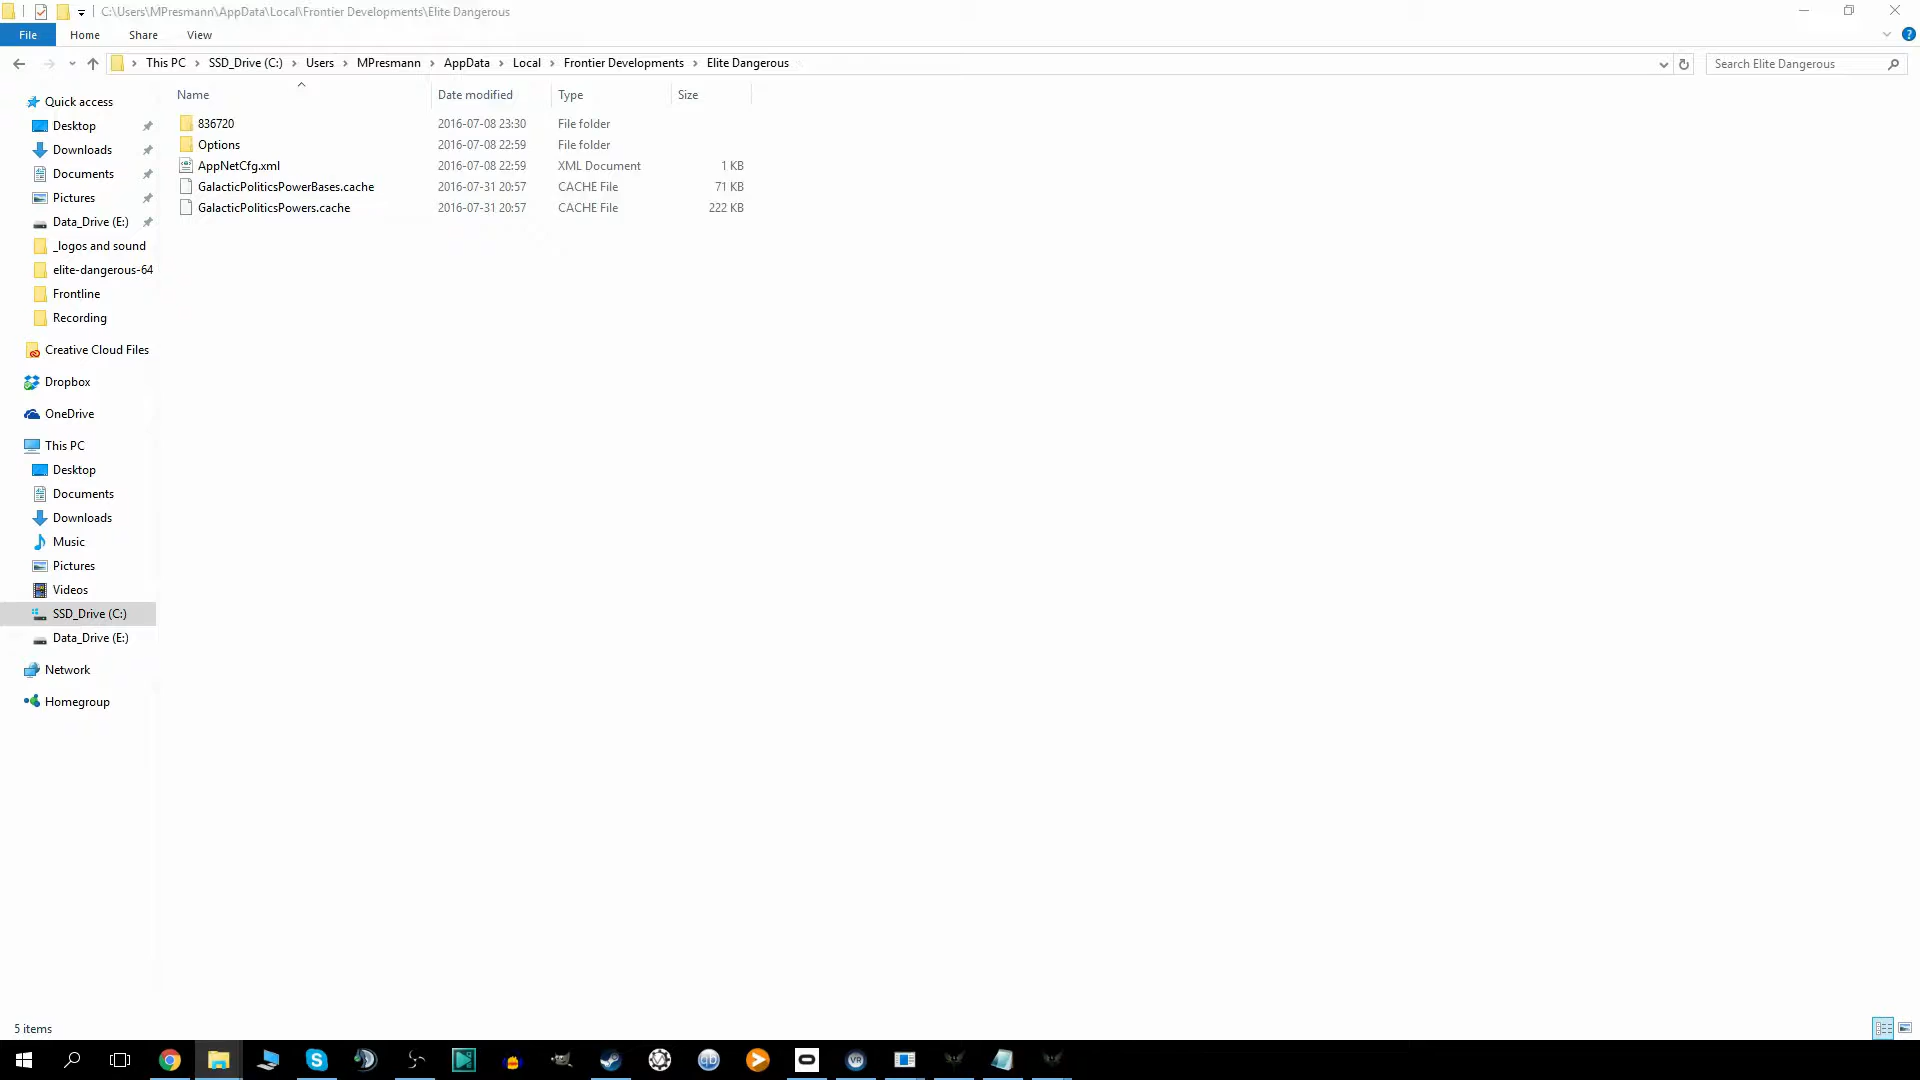 C:\Users\MPresmann\AppData\Local\Frontier Developments\Elite Dangerous
File Home Share View
This PC SSD_Drive (C:) Users MPresmann AppData Local Frontier Developments Elite Dangerous
Search Elite Dangerous
Name Date modified Type Size
836720 2016-07-08 23:30 File folder
Options 2016-07-08 22:59 File folder
AppNetCfg.xml 2016-07-08 22:59 XML Document 1 KB
GalacticPoliticsPowerBases.cache 2016-07-31 20:57 CACHE File 71 KB
GalacticPoliticsPowers.cache 2016-07-31 20:57 CACHE File 222 KB
Quick access
Desktop
Downloads
Documents
Pictures
Data_Drive (E:)
_logos and sound
elite-dangerous-64
Frontline
Recording
Creative Cloud Files
Dropbox
OneDrive
This PC
Desktop
Documents
Downloads
Music
Pictures
Videos
SSD_Drive (C:)
Data_Drive (E:)
Network
Homegroup
5 items